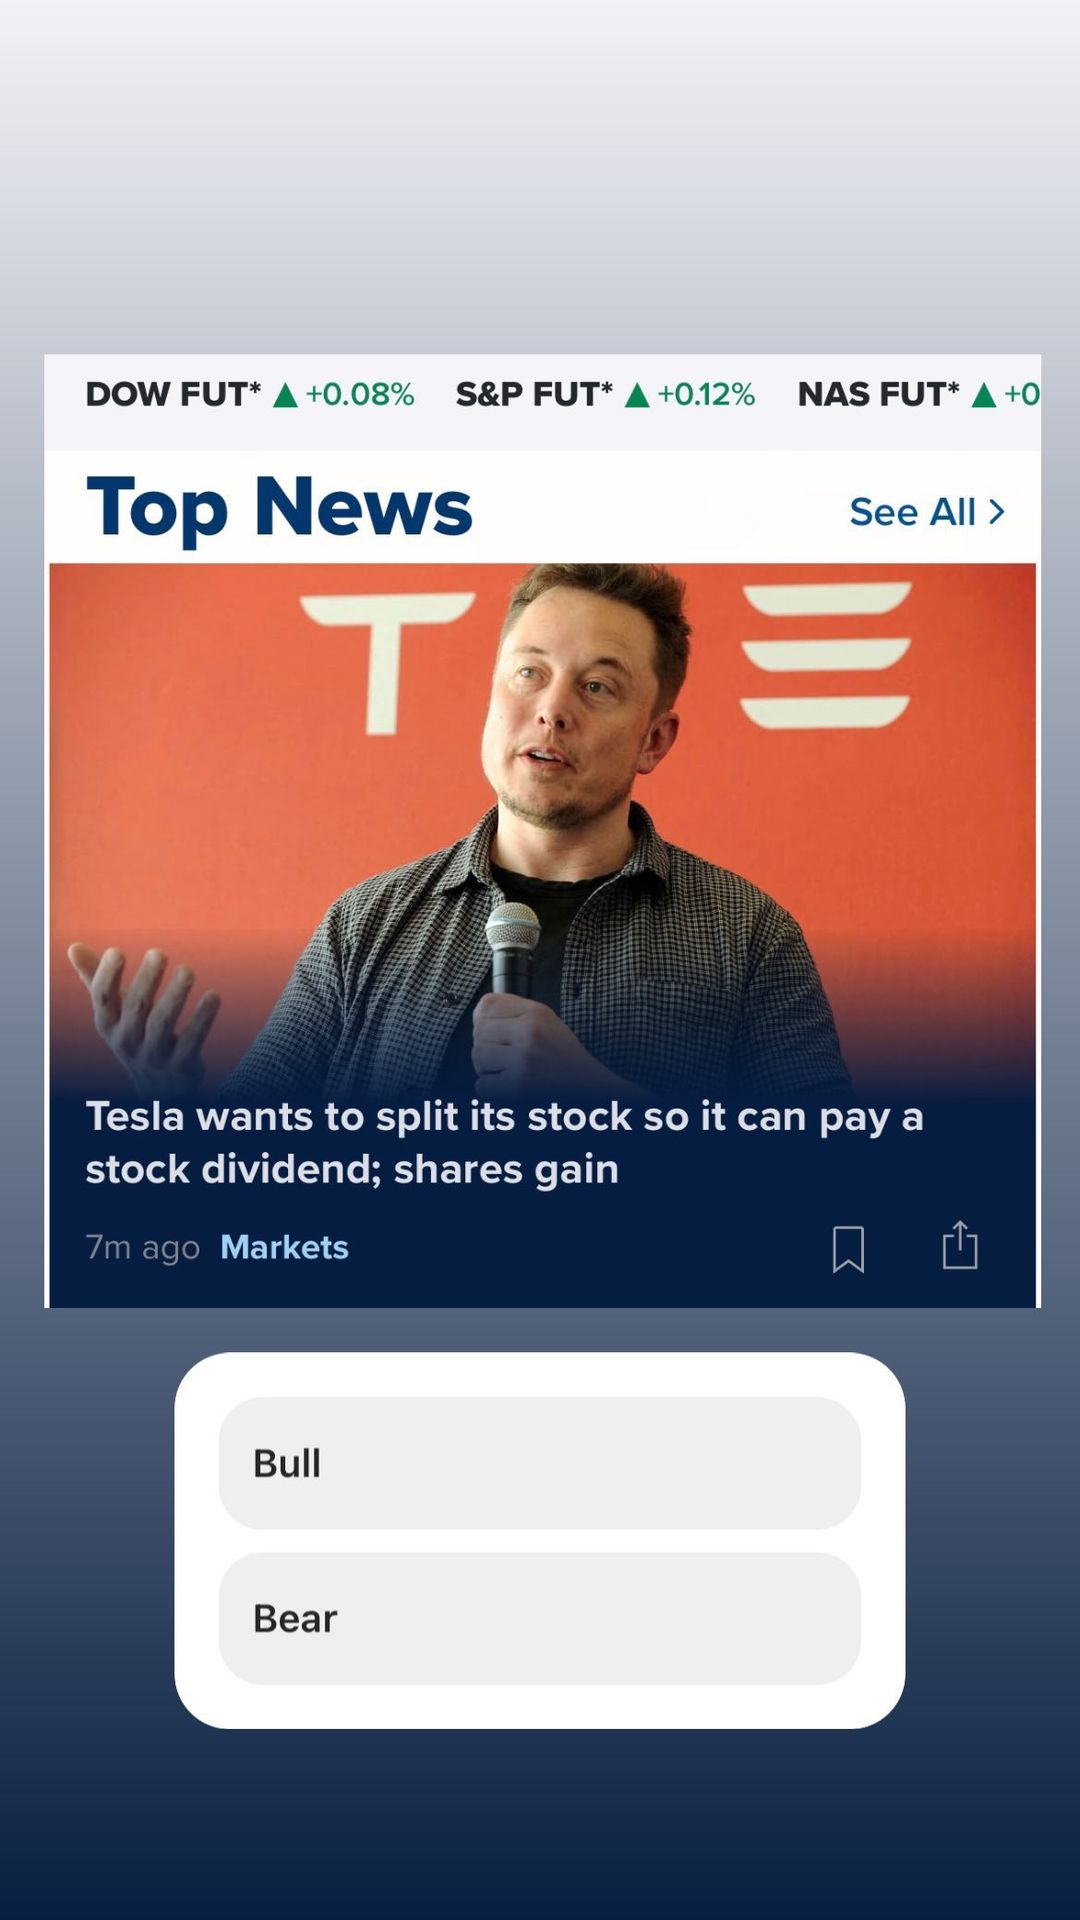 DOW FUT* ▲ +0.08% S&P FUT* ▲ +0.12% NAS FUT* ▲ +0
Top News
See All >
T E
Tesla wants to split its stock so it can pay a
stock dividend; shares gain
7m ago Markets
Bull
Bear